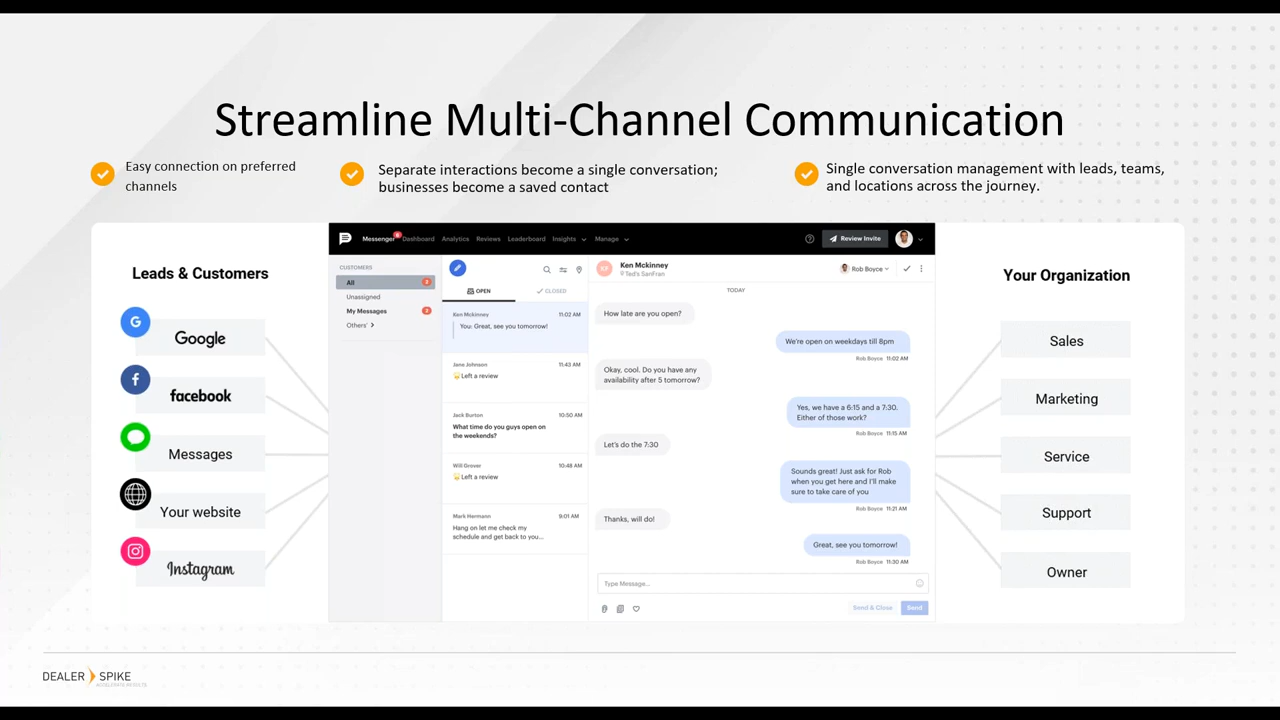 Streamline Multi-Channel Communication
Easy connection on preferred
channels
Separate interactions become a single conversation;
businesses become a saved contact
Single conversation management with leads, teams,
and locations across the journey.
Leads & Customers
Google
facebook
Messages
Your website
Instagram
Messenger
Dashboard
Analytics
Reviews
Leaderboard
Insights
Manage
Review Invite
CUSTOMERS
All
Unassigned
My Messages
Others'
OPEN
CLOSED
Ken Mckinney 11:02 AM
You: Great, see you tomorrow!
Jane Johnson 11:43 AM
Left a review
Jack Burton 10:50 AM
What time do you guys open on
the weekends?
Will Grover 10:48 AM
Left a review
Mark Hermann 9:01 AM
Hang on let me check my
schedule and get back to you...
Ken Mckinney
Ted's SanFran
Rob Boyce
TODAY
How late are you open?
We're open on weekdays till 8pm
Rob Boyce 11:02 AM
Okay, cool. Do you have any
availability after 5 tomorrow?
Yes, we have a 6:15 and a 7:30.
Either of those work?
Rob Boyce 11:15 AM
Let's do the 7:30
Sounds great! Just ask for Rob
when you get here and I'll make
sure to take care of you
Rob Boyce 11:21 AM
Thanks, will do!
Great, see you tomorrow!
Rob Boyce 11:30 AM
Type Message...
Send & Close
Send
Your Organization
Sales
Marketing
Service
Support
Owner
DEALER SPIKE